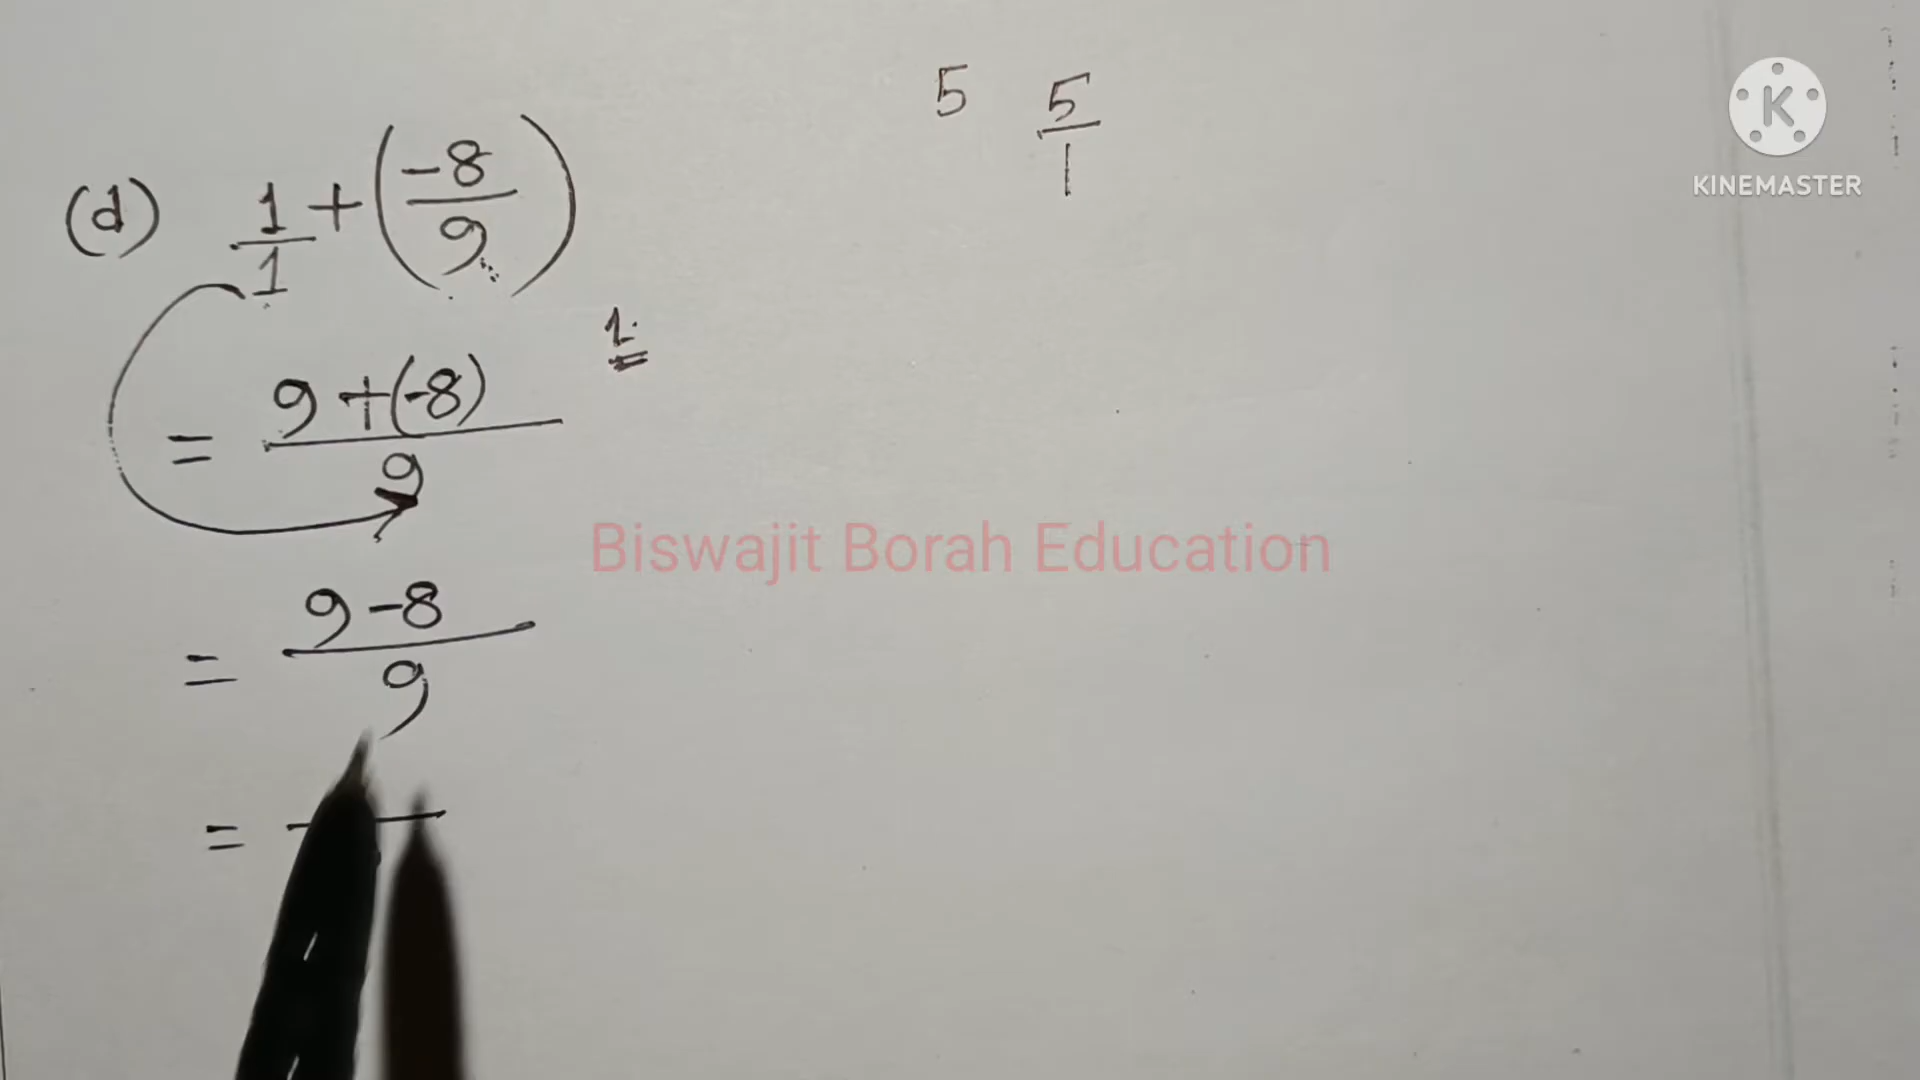 5 5/1
KINEMASTER
(d) 1/1 + (-8/9)
1.
= 9 + (-8) / 9
Biswajit Borah Education
= 9 - 8 / 9
=